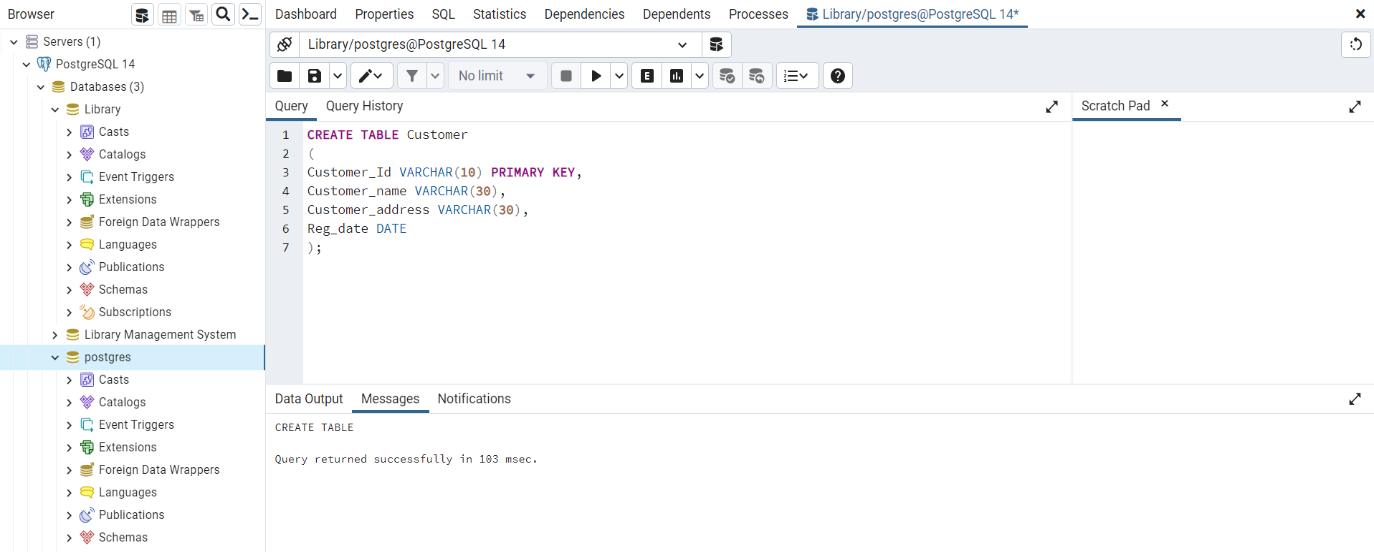 Browser
Dashboard Properties SQL Statistics Dependencies Dependents Processes Library/postgres@PostgreSQL 14*
Servers (1)
PostgreSQL 14
Databases (3)
Library
Casts
Catalogs
Event Triggers
Extensions
Foreign Data Wrappers
Languages
Publications
Schemas
Subscriptions
Library Management System
postgres
Casts
Catalogs
Event Triggers
Extensions
Foreign Data Wrappers
Languages
Publications
Schemas
Library/postgres@PostgreSQL 14
No limit E
Query Query History
1 CREATE TABLE Customer
2 (
3 Customer_Id VARCHAR(10) PRIMARY KEY,
4 Customer_name VARCHAR(30),
5 Customer_address VARCHAR(30),
6 Reg_date DATE
7 );
Scratch Pad
Data Output Messages Notifications
CREATE TABLE
Query returned successfully in 103 msec.